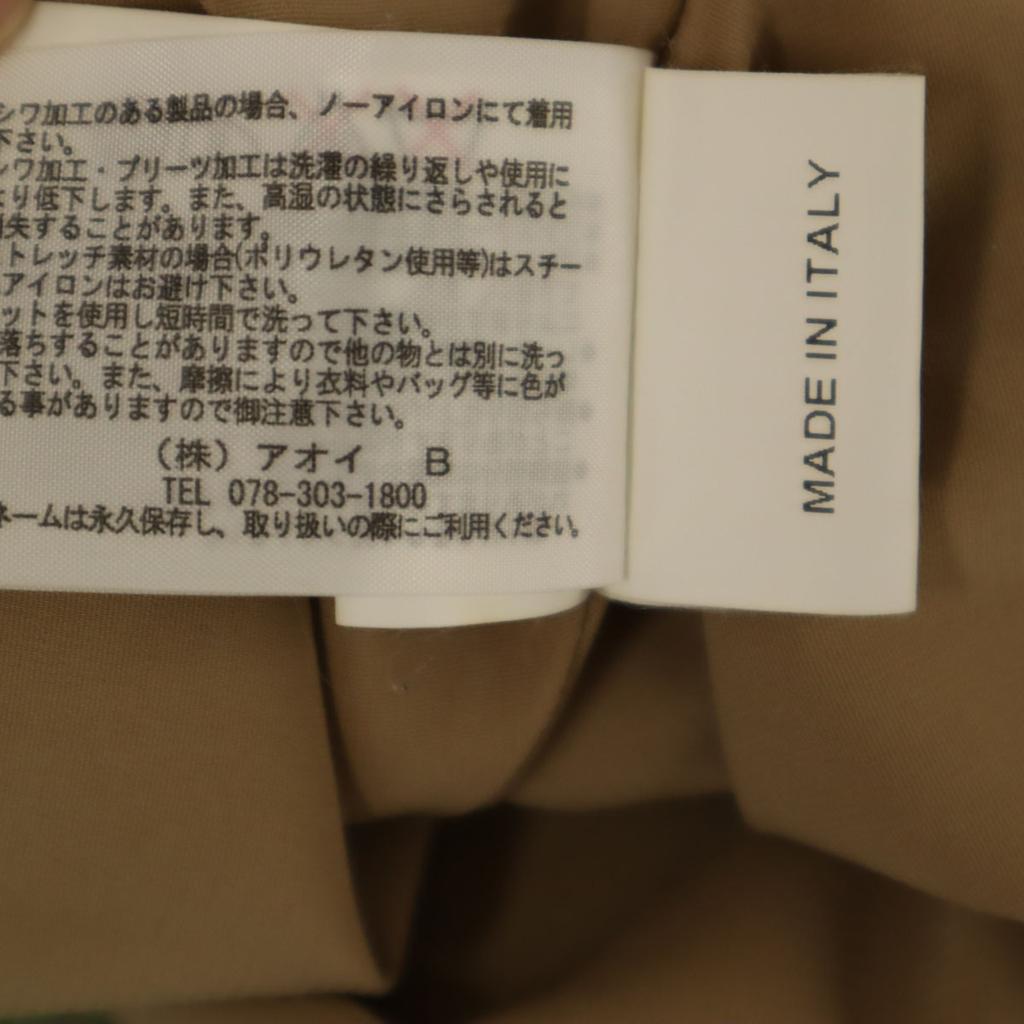 シワ加工のある製品の場合、ノーアイロンにて着用
下さい。
シワ加工・プリーツ加工は洗濯の繰り返しや使用に
より低下します。また、高湿の状態にさらされると
消失することがあります。
トレッチ素材の場合(ポリウレタン使用等)はスチー
アイロンはお避け下さい。
ットを使用し短時間で洗って下さい。
落ちすることがありますので他の物とは別に洗っ
下さい。また、摩擦により衣料やバッグ等に色が
る事がありますので御注意下さい。
（株）アオイ B
TEL 078-303-1800
ネームは永久保存し、取り扱いの際にご利用ください。
MADE IN ITALY